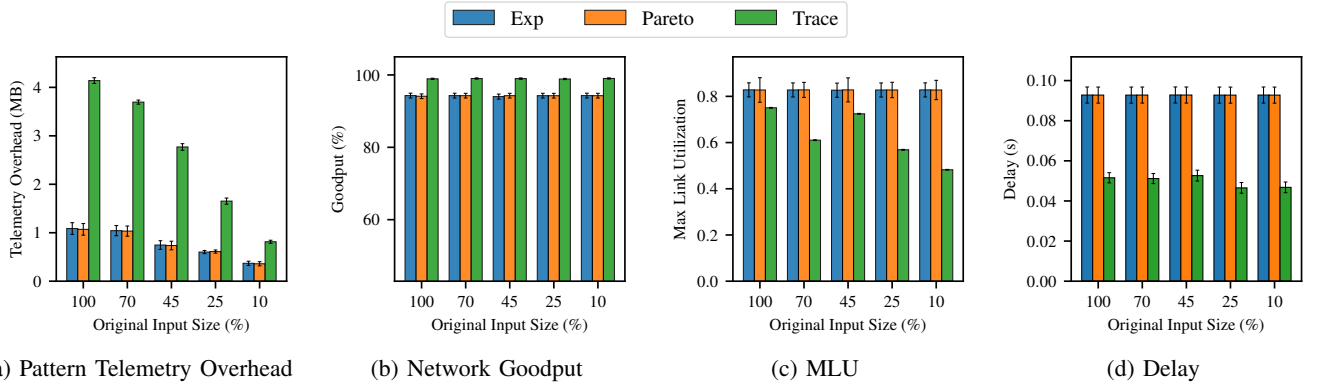 Exp Pareto Trace
Telemetry Overhead (MB)
4
3
2
1
0
100 70 45 25 10
Original Input Size (%)
) Pattern Telemetry Overhead
Goodput (%)
100
80
60
100 70 45 25 10
Original Input Size (%)
(b) Network Goodput
Max Link Utilization
0.8
0.6
0.4
0.2
0.0
100 70 45 25 10
Original Input Size (%)
(c) MLU
Delay (s)
0.10
0.08
0.06
0.04
0.02
0.00
100 70 45 25 10
Original Input Size (%)
(d) Delay